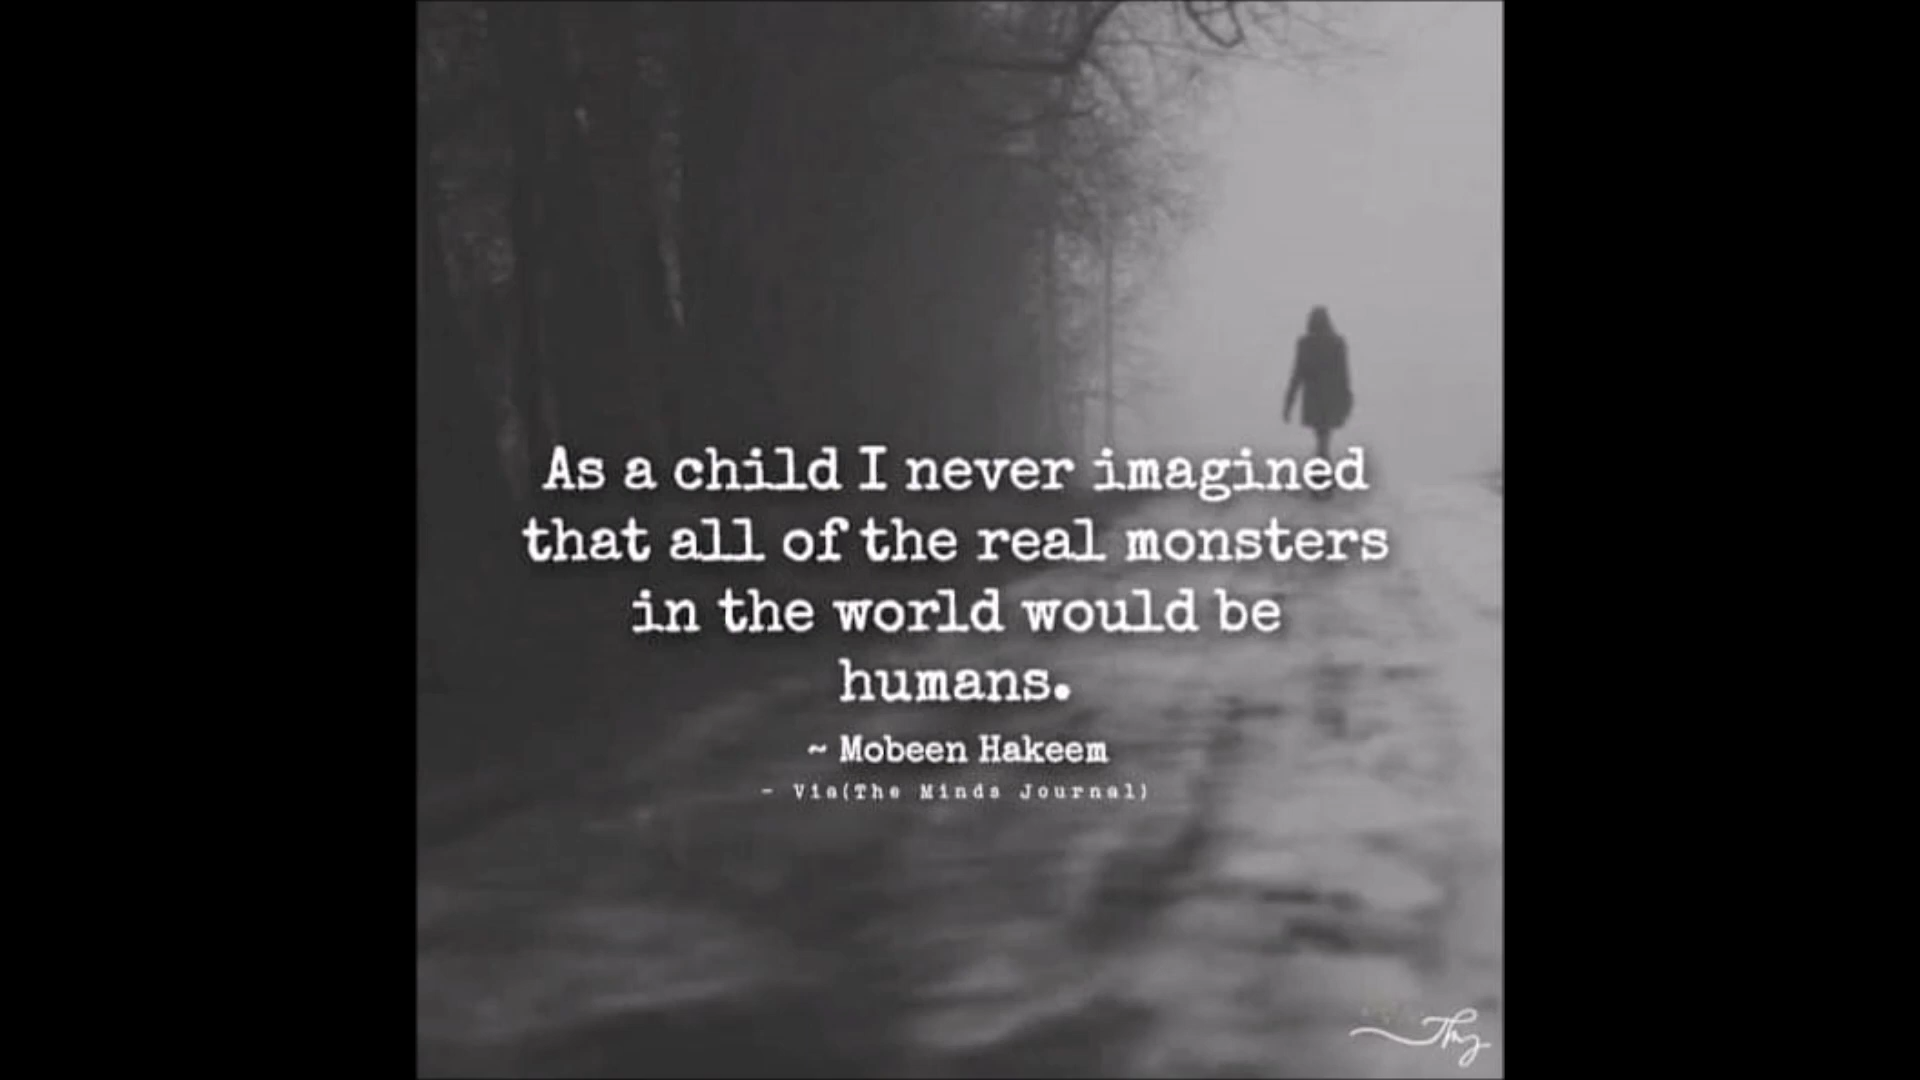 As a child I never imagined
that all of the real monsters
in the world would be
humans.
~ Mobeen Hakeem
- Via(The Minds Journal)